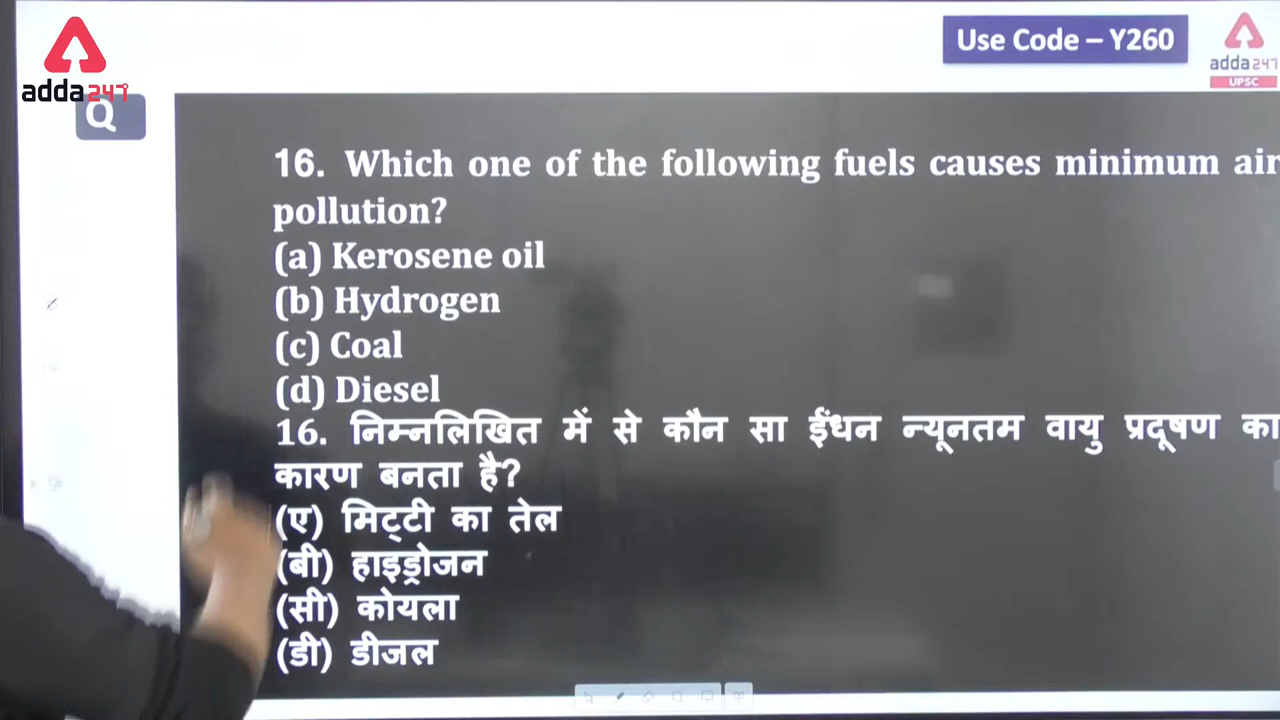 Use Code – Y260
adda247
adda247
UPSC
Q
16. Which one of the following fuels causes minimum air
pollution?
(a) Kerosene oil
(b) Hydrogen
(c) Coal
(d) Diesel
16. निम्नलिखित में से कौन सा ईंधन न्यूनतम वायु प्रदूषण का
कारण बनता है?
(ए) मिट्टी का तेल
(बी) हाइड्रोजन
(सी) कोयला
(डी) डीजल